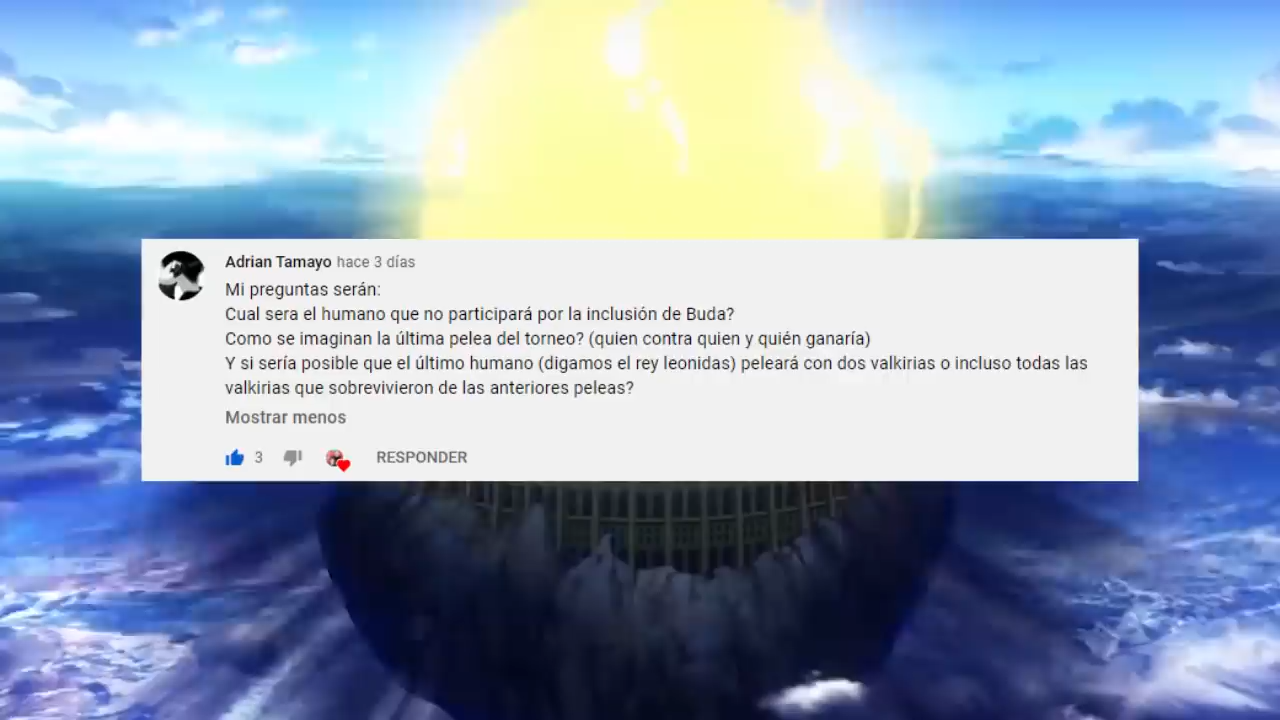 Adrian Tamayo hace 3 días
Mi preguntas serán:
Cual sera el humano que no participará por la inclusión de Buda?
Como se imaginan la última pelea del torneo? (quien contra quien y quién ganaría)
Y si sería posible que el último humano (digamos el rey leonidas) peleará con dos valkirias o incluso todas las
valkirias que sobrevivieron de las anteriores peleas?
Mostrar menos
3 RESPONDER